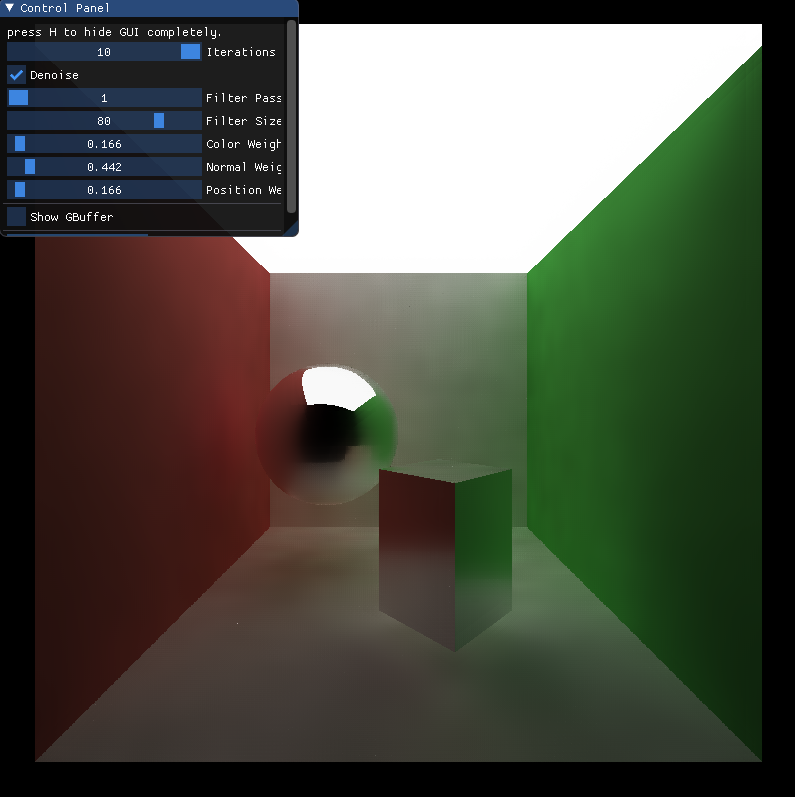 Control Panel
press H to hide GUI completely.
10 Iterations
Denoise
1 Filter Pass
80 Filter Size
0.166 Color Weigh
0.442 Normal Weig
0.166 Position We
Show GBuffer